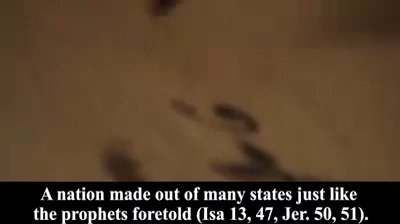 A nation made out of many states just like
the prophets foretold (Isa 13, 47, Jer. 50, 51).